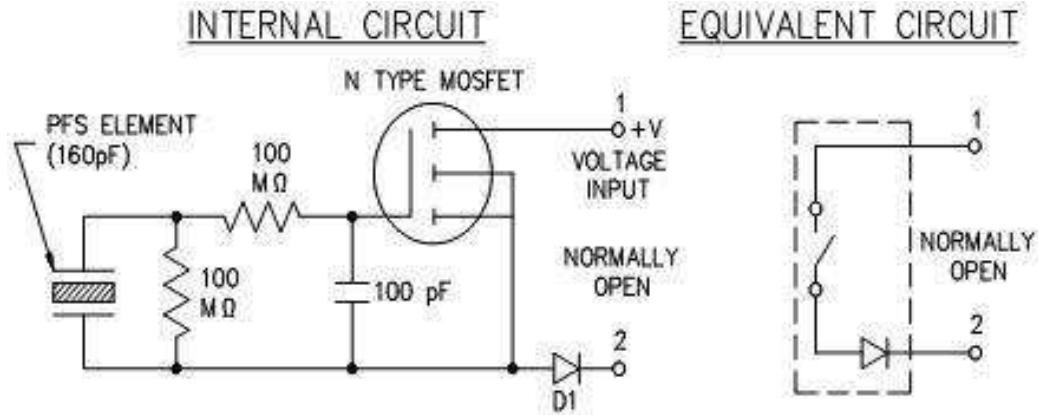 INTERNAL CIRCUIT
EQUIVALENT CIRCUIT
N TYPE MOSFET
PFS ELEMENT
(160pF)
100
MΩ
100
MΩ
100 pF
1
+V
VOLTAGE
INPUT
NORMALLY
OPEN
2
D1
1
NORMALLY
OPEN
2